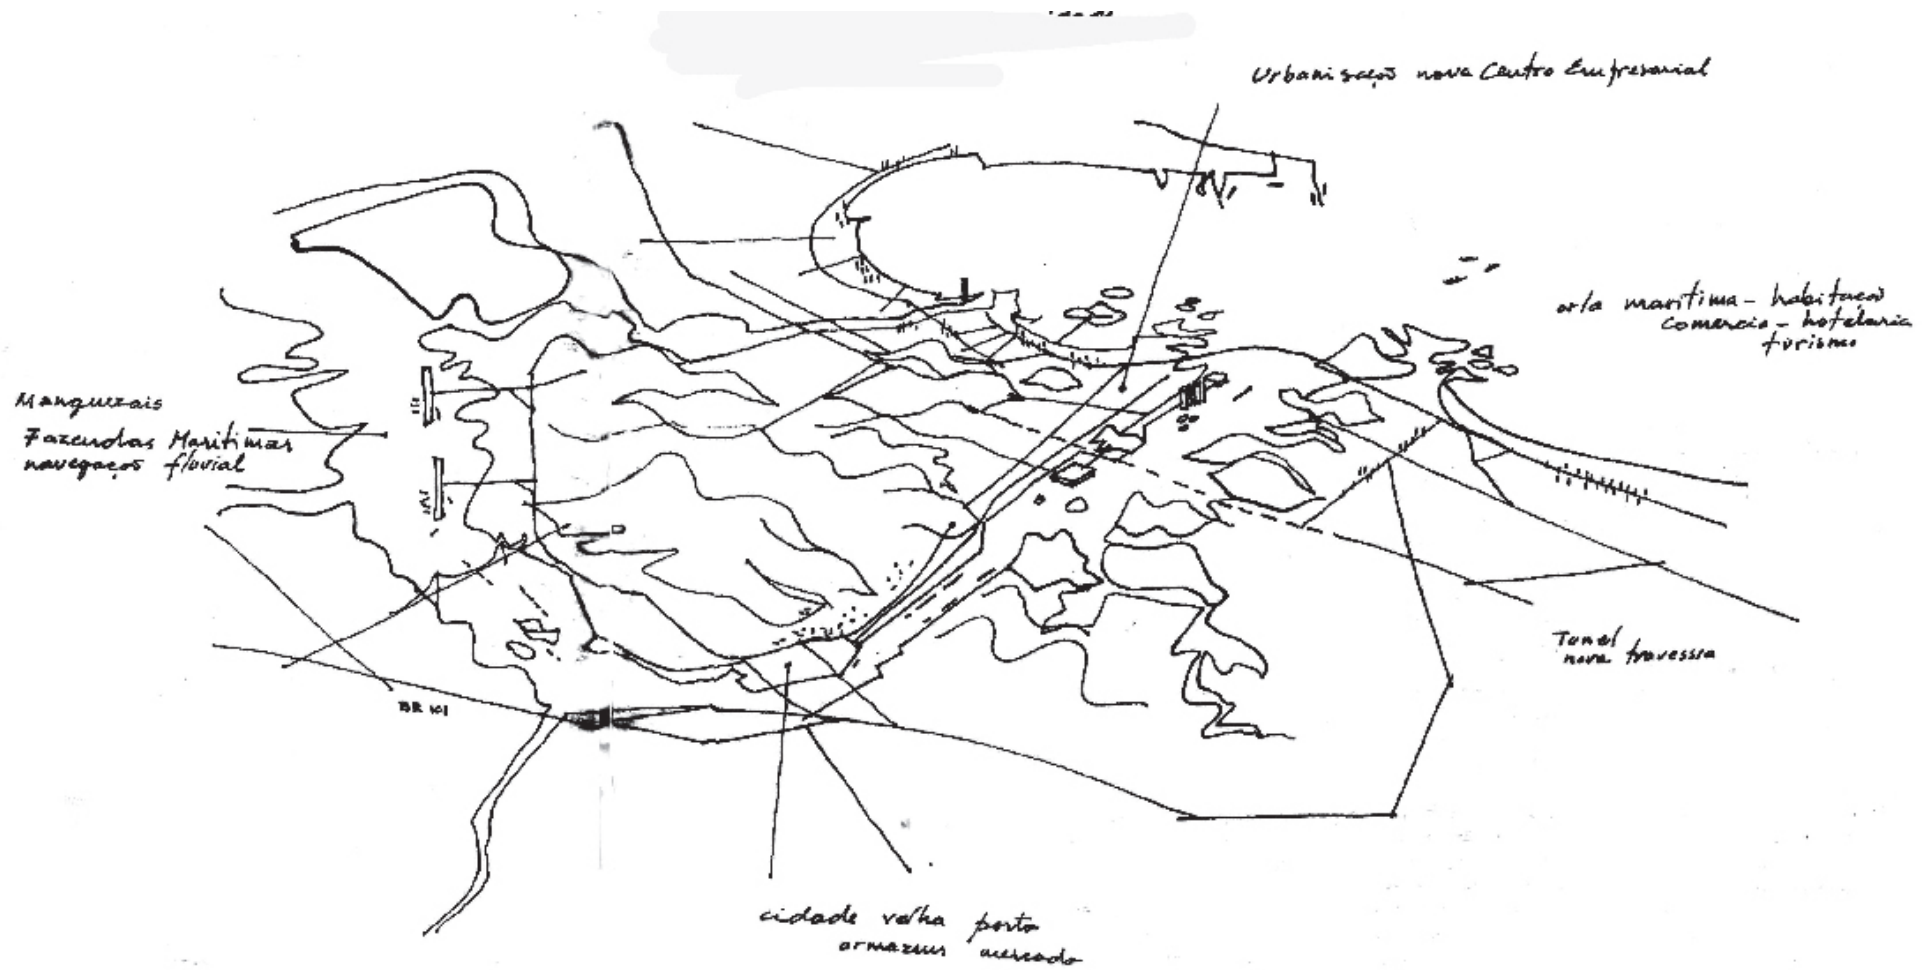 Urbanisação nova Centro Empresarial
orla maritima - habitação
comercio - hotelaria
turismo
Manguezais
Fazendas Maritimas
navegação fluvial
Tunel
nova travessia
BR 101
cidade velha porto
armazens mercado